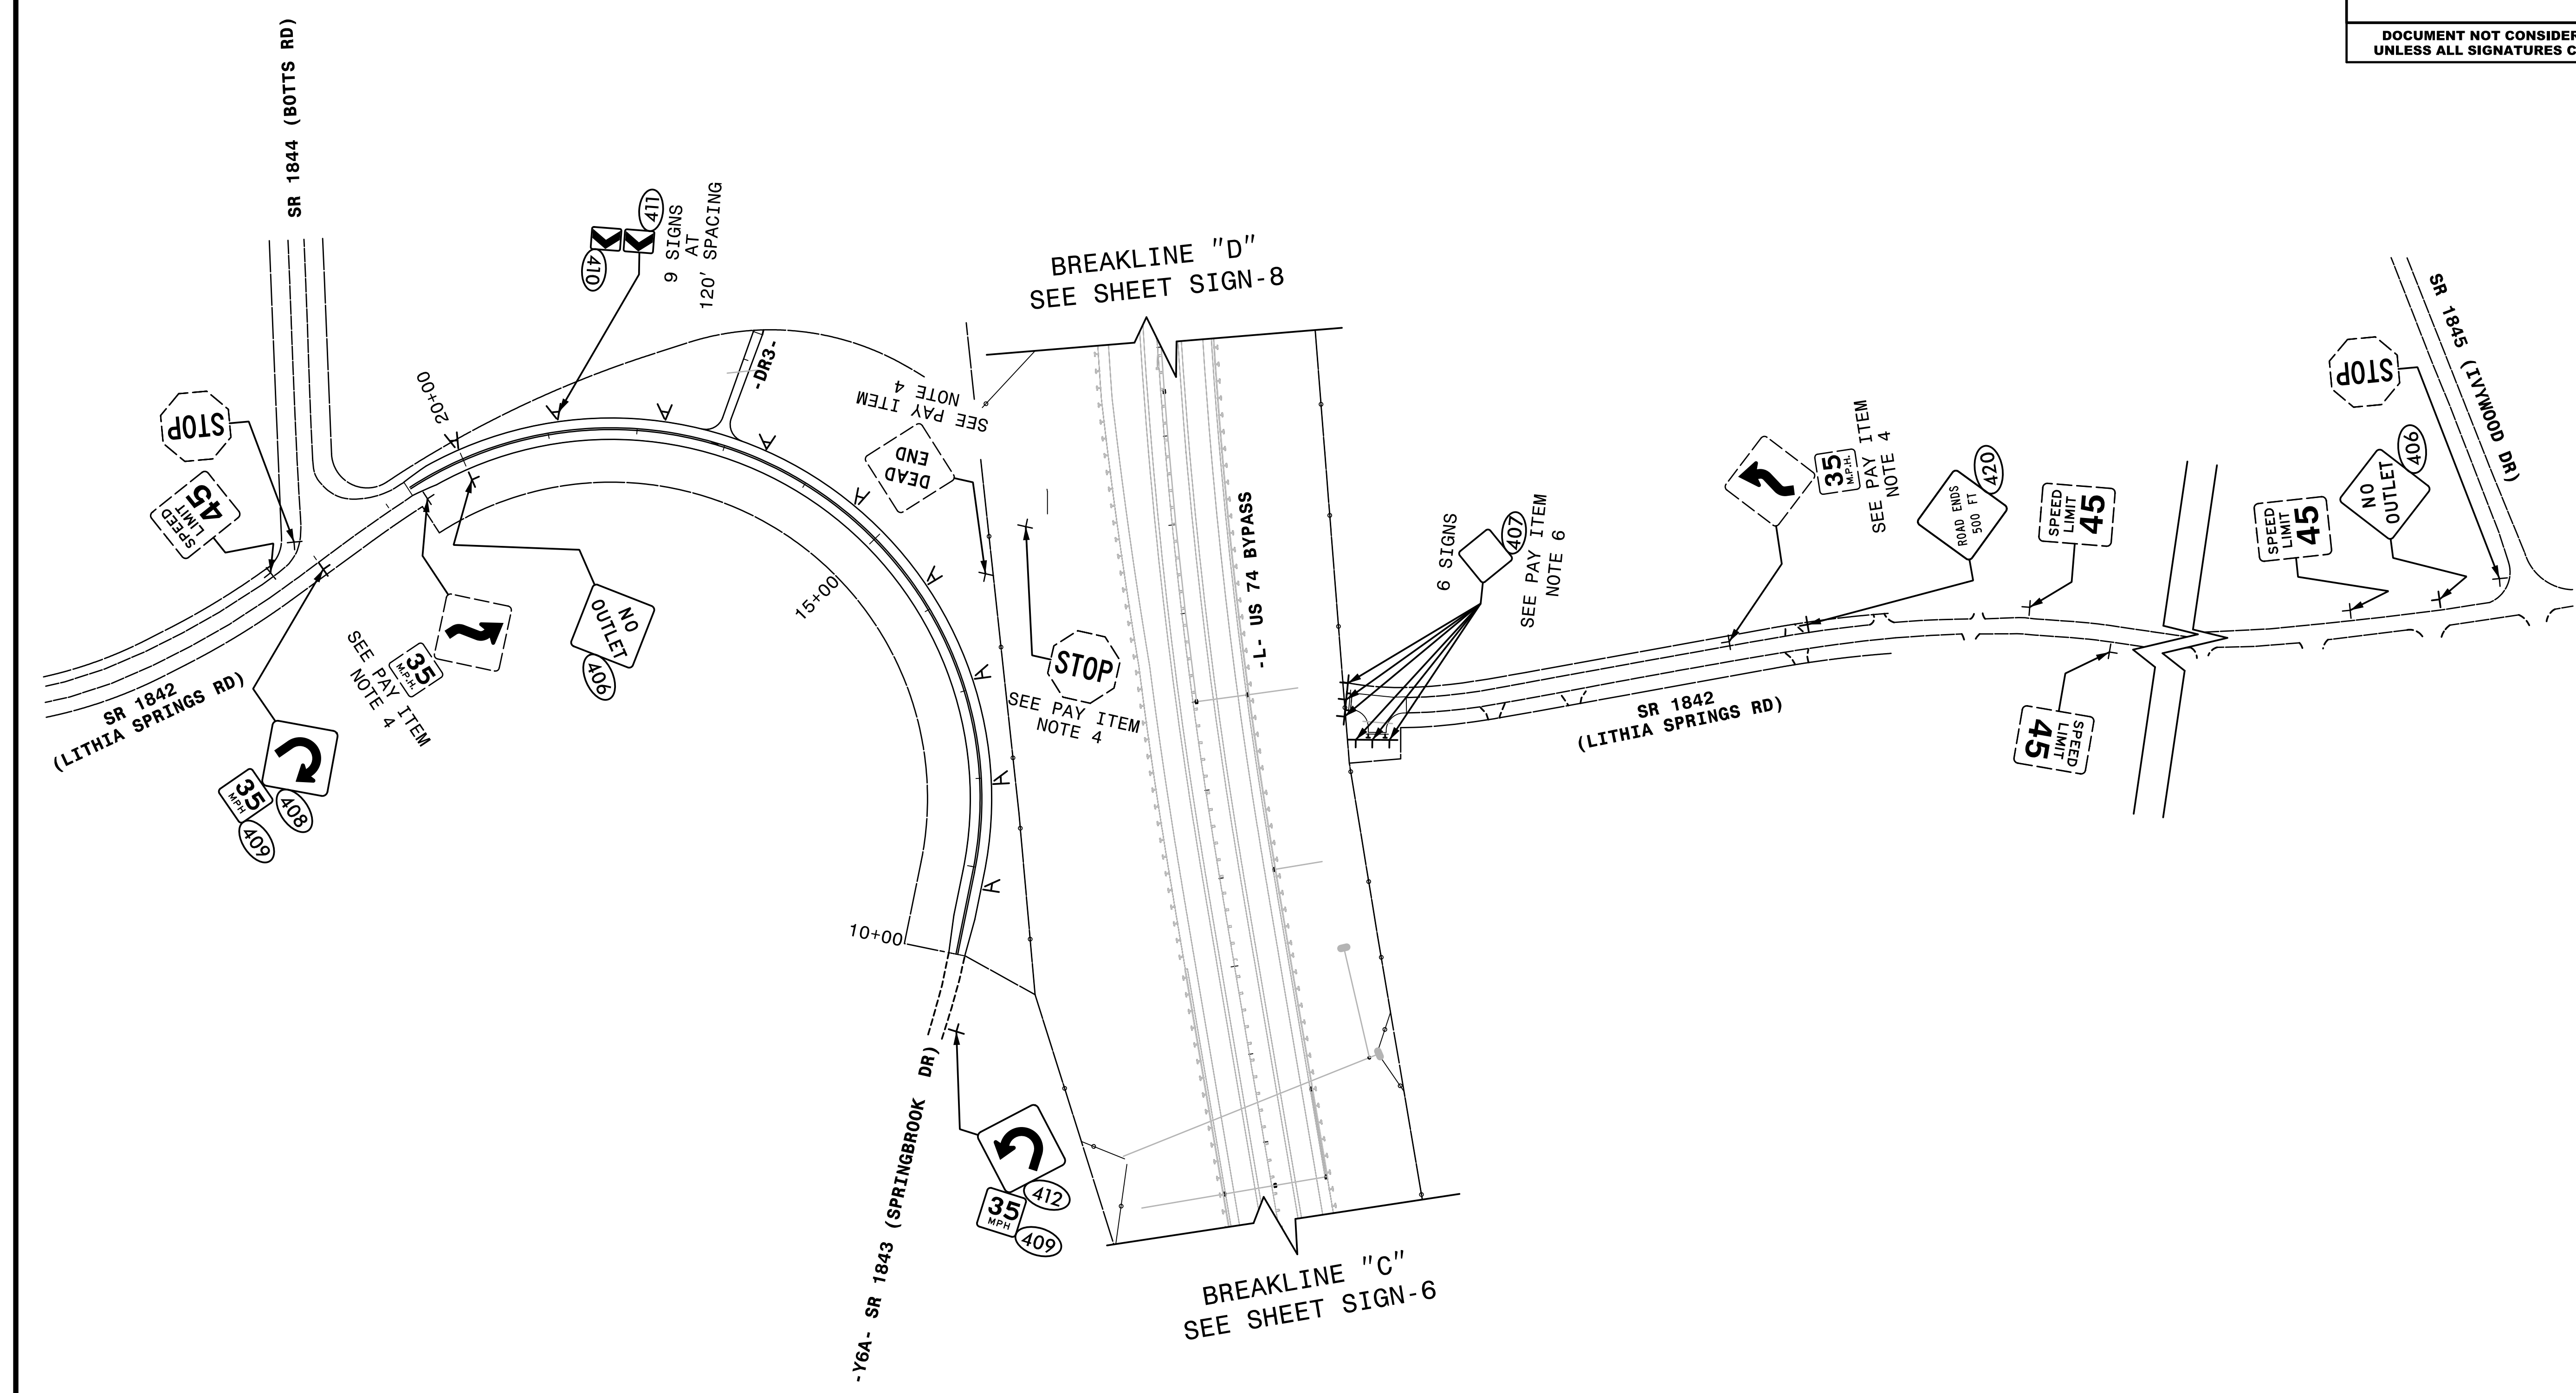 DOCUMENT NOT CONSIDER
UNLESS ALL SIGNATURES C
SR 1844 (BOTTS RD)
411
410
9 SIGNS
AT
120' SPACING
BREAKLINE "D"
SEE SHEET SIGN-8
-DR3-
20+00
SEE PAY ITEM
NOTE 4
DEAD
END
STOP
SPEED
LIMIT
45
15+00
NO
OUTLET
406
35
M.P.H.
SEE PAY ITEM
NOTE 4
SR 1842
(LITHIA SPRINGS RD)
35
MPH
408
409
STOP
SEE PAY ITEM
NOTE 4
-L- US 74 BYPASS
6 SIGNS
407
SEE PAY ITEM
NOTE 6
35
M.P.H.
SEE PAY ITEM
NOTE 4
ROAD ENDS
500 FT
420
SPEED
LIMIT
45
SR 1842
(LITHIA SPRINGS RD)
SPEED
LIMIT
45
SPEED
LIMIT
45
NO
OUTLET
406
STOP
SR 1845 (IVYWOOD DR)
10+00
-Y6A- SR 1843 (SPRINGBROOK DR)
412
35
MPH
409
BREAKLINE "C"
SEE SHEET SIGN-6